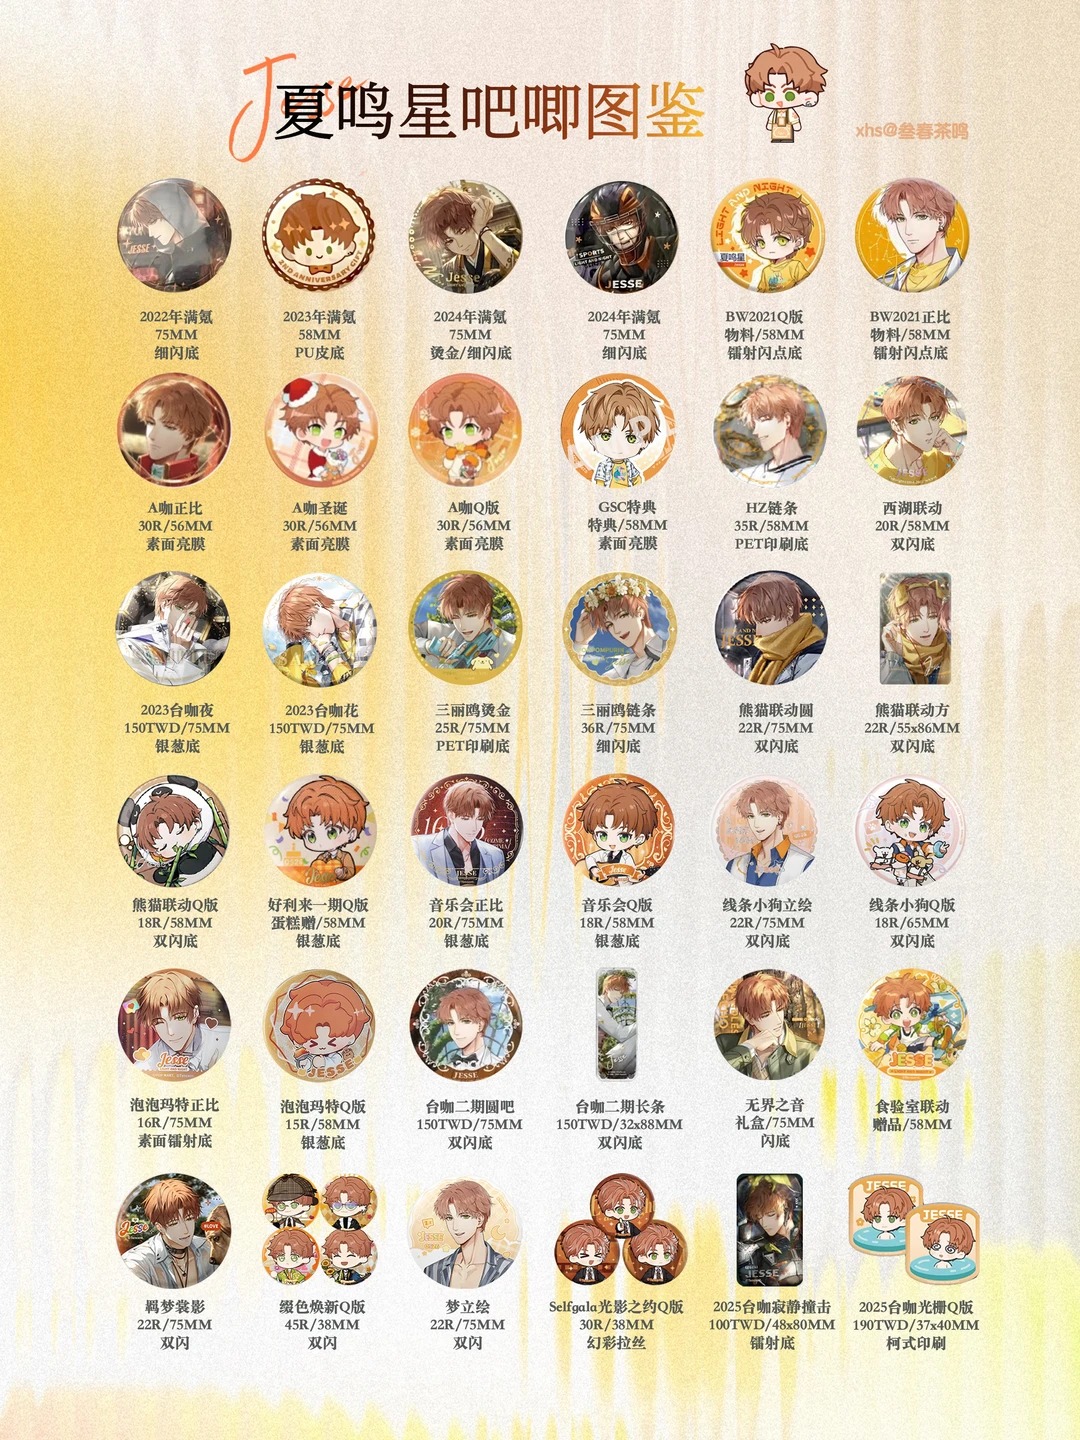 Jesse
夏鸣星吧唧图鉴
xhs@叁春茶鸣
2022年满氪
75MM
细闪底
2023年满氪
58MM
PU皮底
2024年满氪
75MM
烫金/细闪底
2024年满氪
75MM
细闪底
BW2021Q版
物料/58MM
镭射闪点底
BW2021正比
物料/58MM
镭射闪点底
A咖正比
30R/56MM
素面亮膜
A咖圣诞
30R/56MM
素面亮膜
A咖Q版
30R/56MM
素面亮膜
GSC特典
特典/58MM
素面亮膜
HZ链条
35R/58MM
PET印刷底
西湖联动
20R/58MM
双闪底
2023台咖夜
150TWD/75MM
银葱底
2023台咖花
150TWD/75MM
银葱底
三丽鸥烫金
25R/75MM
PET印刷底
三丽鸥链条
36R/75MM
细闪底
熊猫联动圆
22R/75MM
双闪底
熊猫联动方
22R/55x86MM
双闪底
熊猫联动Q版
18R/58MM
双闪底
好利来一期Q版
蛋糕赠/58MM
银葱底
音乐会正比
20R/75MM
银葱底
音乐会Q版
18R/58MM
银葱底
线条小狗立绘
22R/75MM
双闪底
线条小狗Q版
18R/65MM
双闪底
泡泡玛特正比
16R/75MM
素面镭射底
泡泡玛特Q版
15R/58MM
银葱底
台咖二期圆吧
150TWD/75MM
双闪底
台咖二期长条
150TWD/32x88MM
双闪底
无界之音
礼盒/75MM
闪底
食验室联动
赠品/58MM
羁梦裳影
22R/75MM
双闪
缀色焕新Q版
45R/38MM
双闪
梦立绘
22R/75MM
双闪
Selfgala光影之约Q版
30R/38MM
幻彩拉丝
2025台咖寂静撞击
100TWD/48x80MM
镭射底
2025台咖光栅Q版
190TWD/37x40MM
柯式印刷